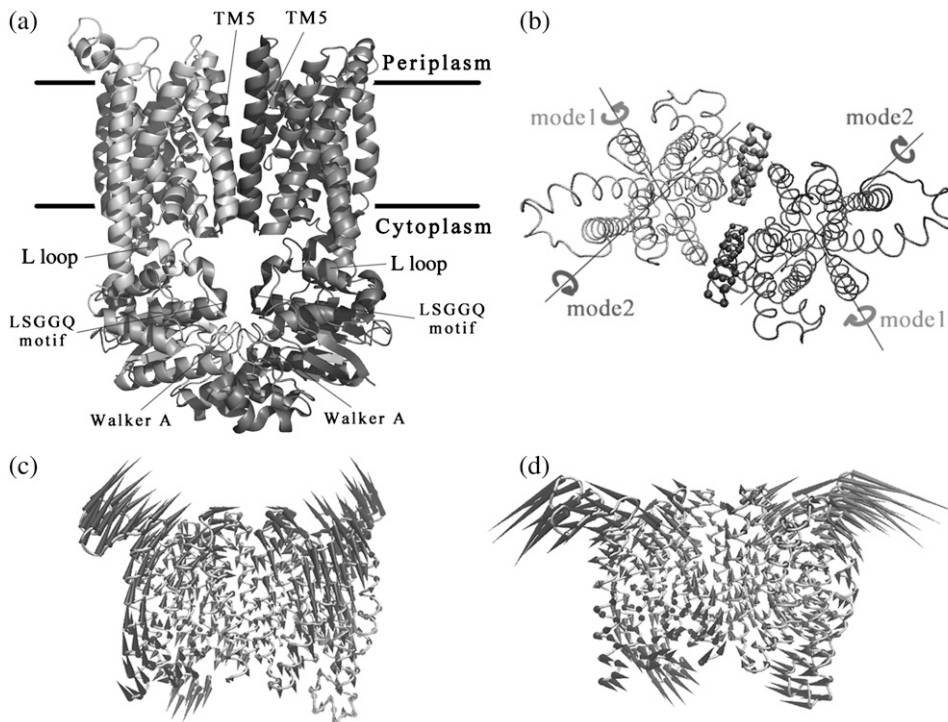 (a)
TM5
TM5
Periplasm
Cytoplasm
L loop
L loop
LSGGQ
motif
LSGGQ
motif
Walker A
Walker A
(b)
mode1
mode2
mode2
mode1
(c)
(d)